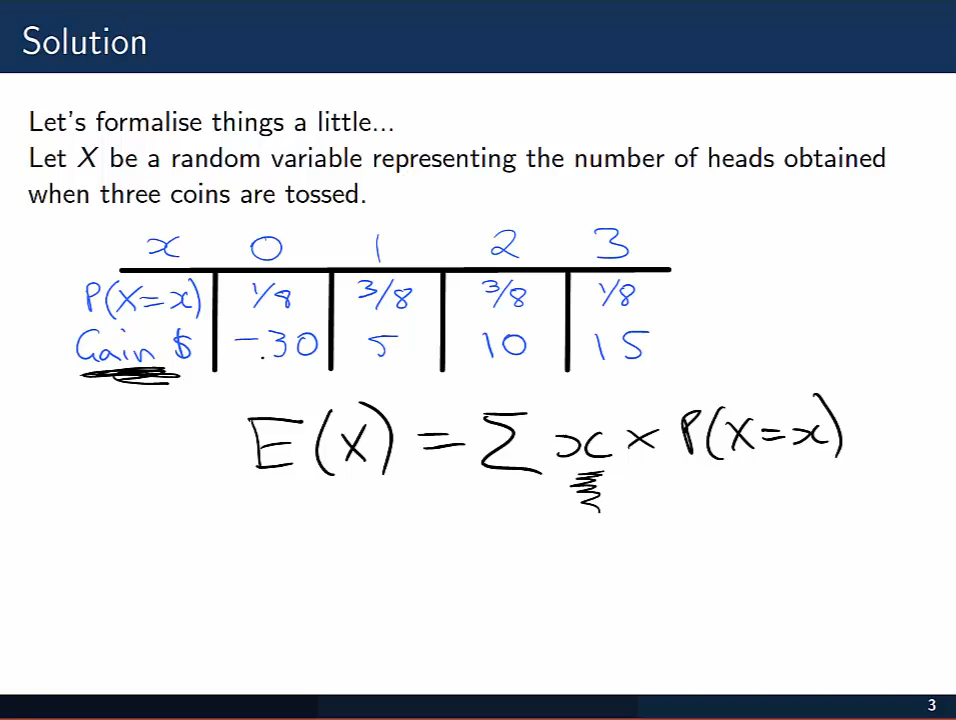 Solution
Let's formalise things a little...
Let X be a random variable representing the number of heads obtained
when three coins are tossed.
x 0 1 2 3
P(X=x) 1/8 3/8 3/8 1/8
Gain $ -30 5 10 15
E(X) = Σ x × P(X=x)
3